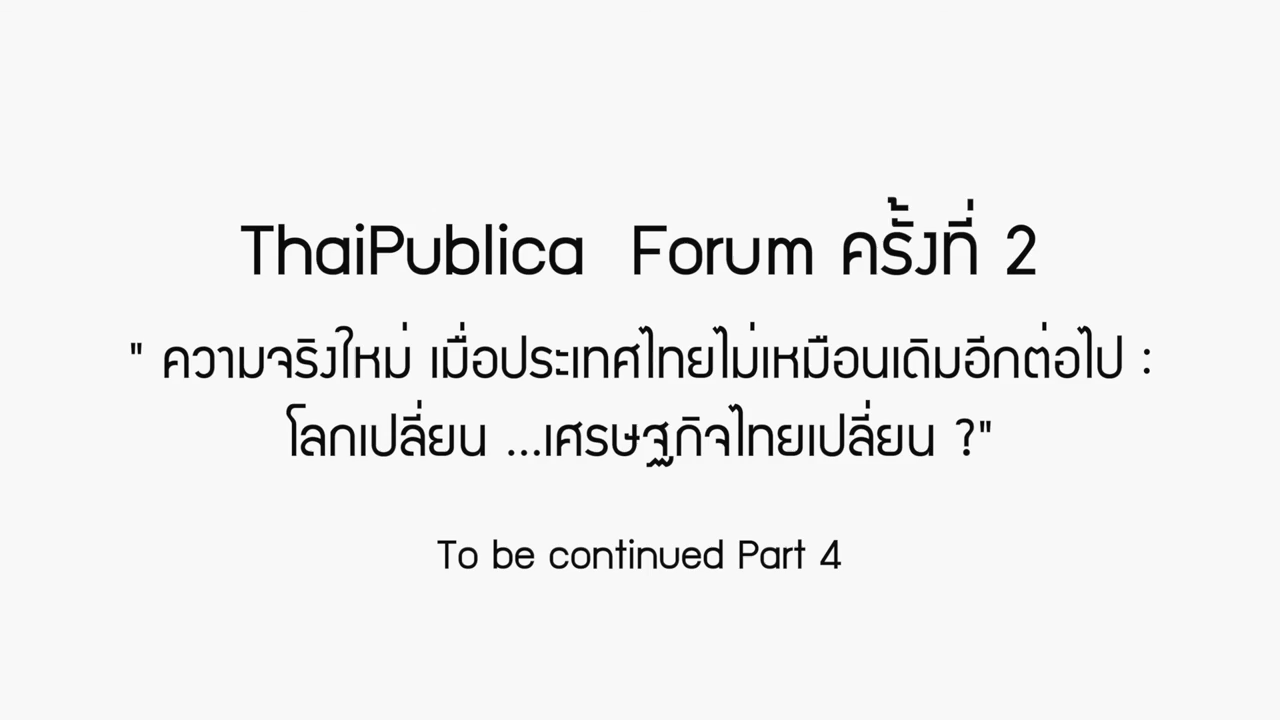 ThaiPublica Forum ครั้งที่ 2
" ความจริงใหม่ เมื่อประเทศไทยไม่เหมือนเดิมอีกต่อไป :
โลกเปลี่ยน ...เศรษฐกิจไทยเปลี่ยน ?"
To be continued Part 4